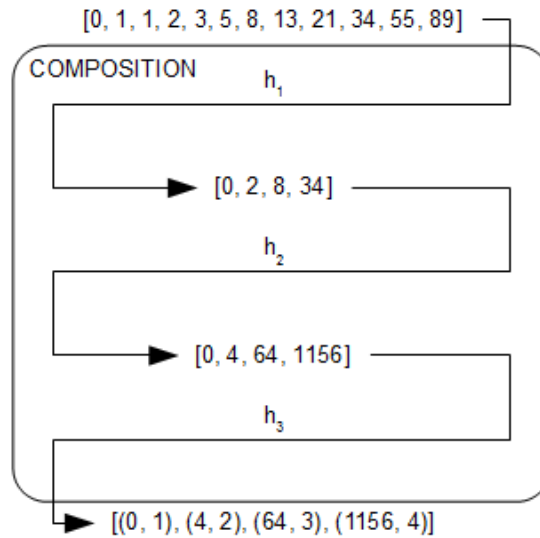 [0, 1, 1, 2, 3, 5, 8, 13, 21, 34, 55, 89]
COMPOSITION
h₁
[0, 2, 8, 34]
h₂
[0, 4, 64, 1156]
h₃
[(0, 1), (4, 2), (64, 3), (1156, 4)]